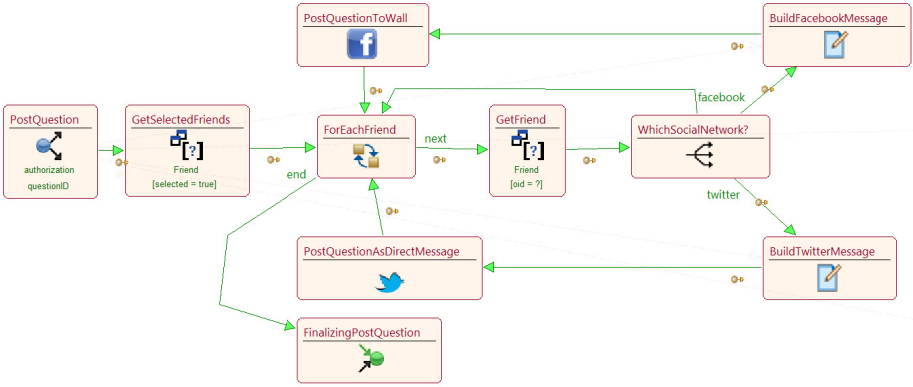 PostQuestionToWall
BuildFacebookMessage
facebook
PostQuestion
authorization
questionID
GetSelectedFriends
Friend
[selected = true]
ForEachFriend
next
GetFriend
Friend
[oid = ?]
WhichSocialNetwork?
end
twitter
PostQuestionAsDirectMessage
BuildTwitterMessage
FinalizingPostQuestion